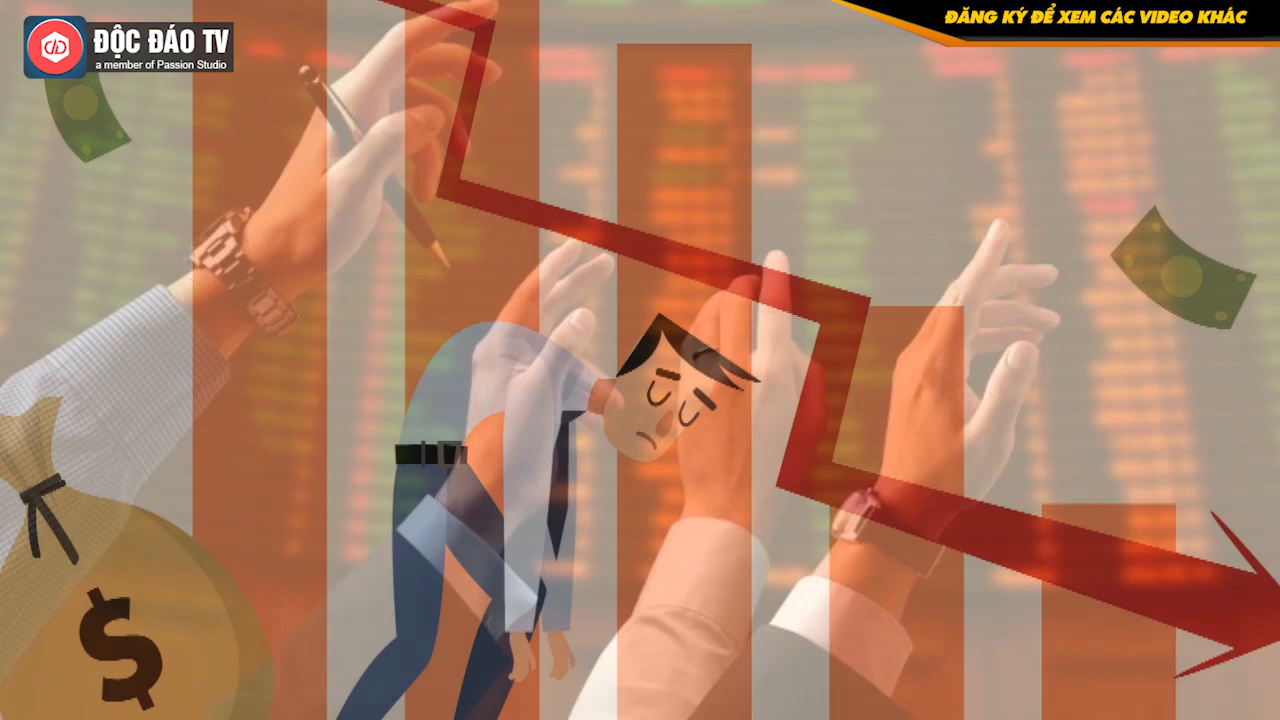 ĐỘC ĐÁO TV
a member of Passion Studio
ĐĂNG KÝ ĐỂ XEM CÁC VIDEO KHÁC
$